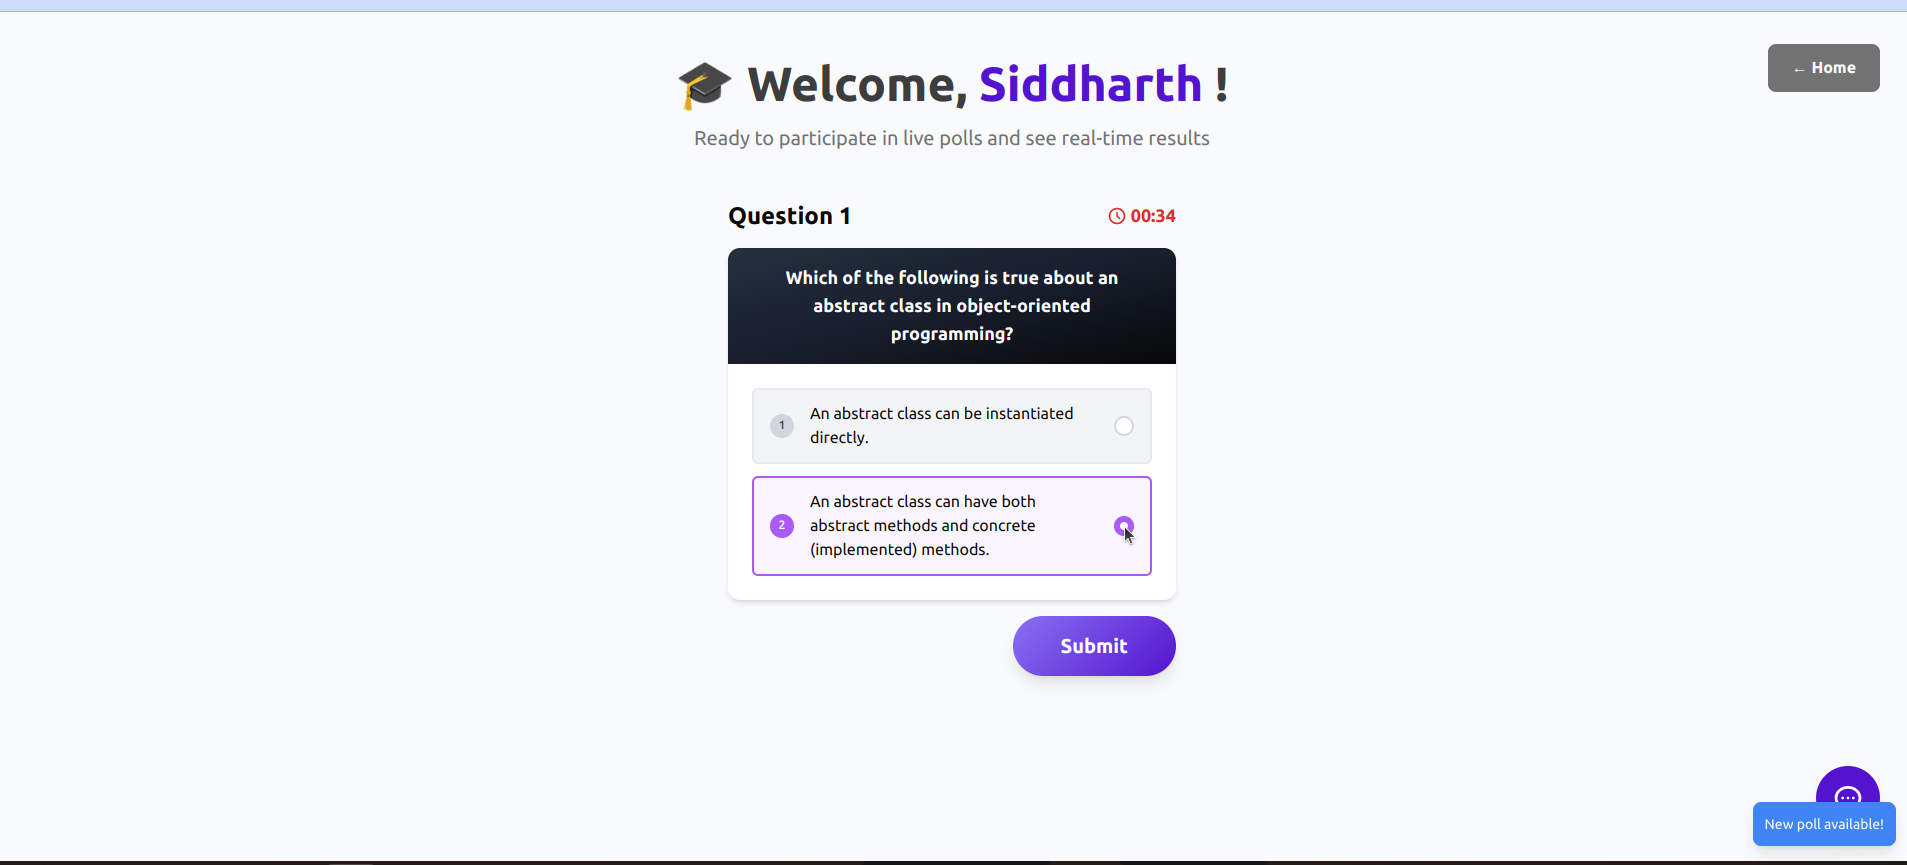 ← Home
🎓 Welcome, Siddharth !
Ready to participate in live polls and see real-time results
Question 1
00:34
Which of the following is true about an
abstract class in object-oriented
programming?
1
An abstract class can be instantiated
directly.
2
An abstract class can have both
abstract methods and concrete
(implemented) methods.
Submit
New poll available!